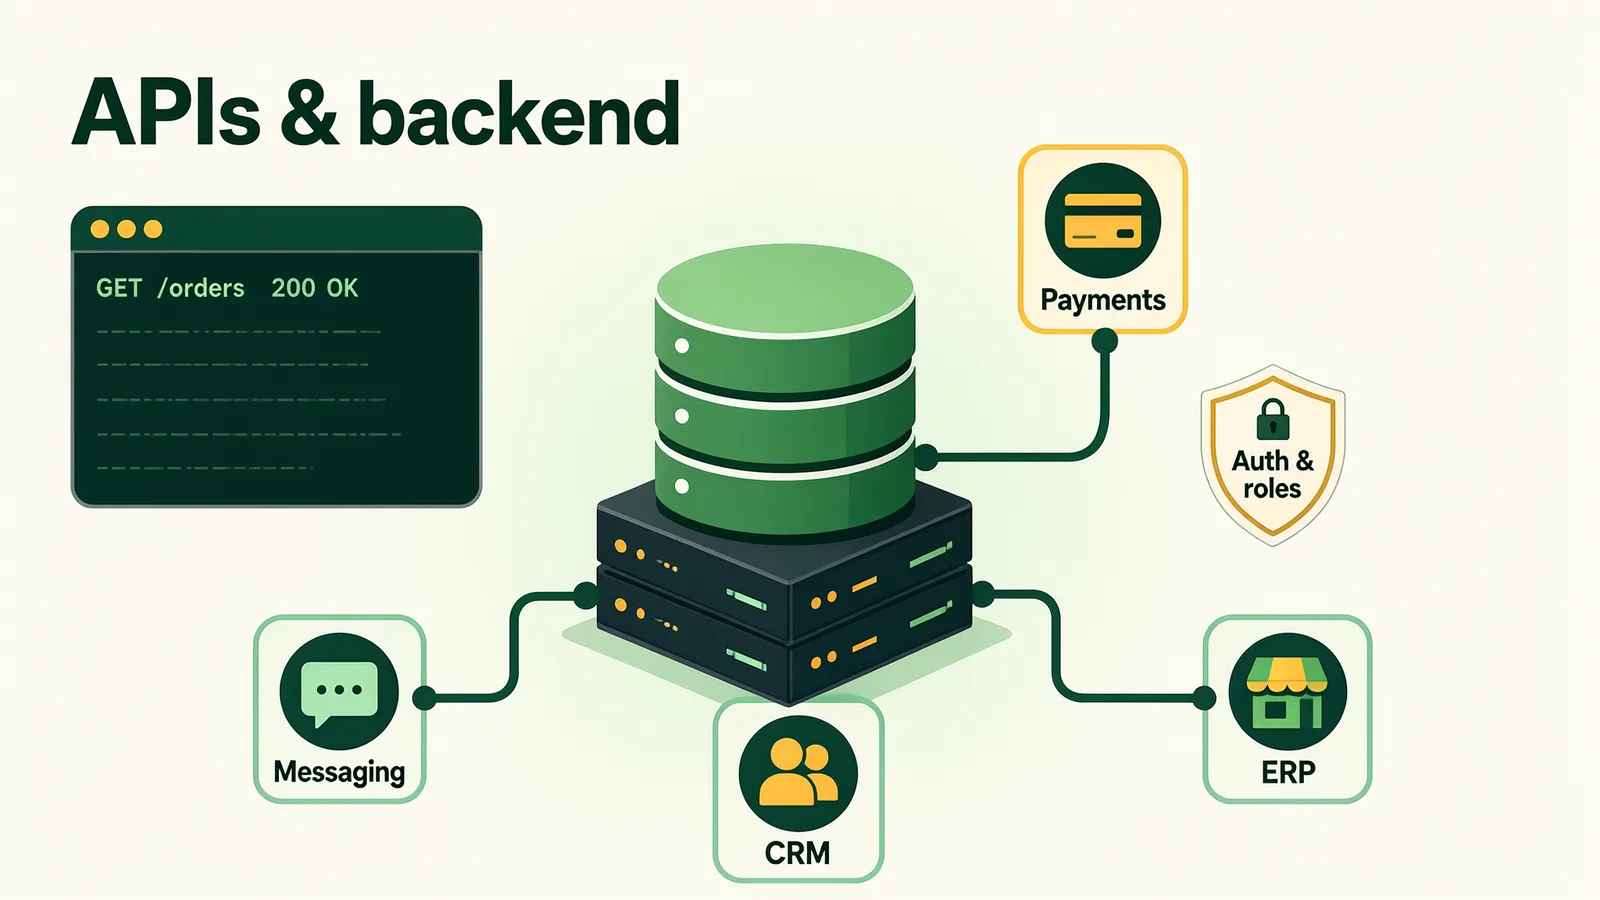 APIs & backend
GET /orders 200 OK
Payments
Auth &
roles
Messaging
ERP
CRM